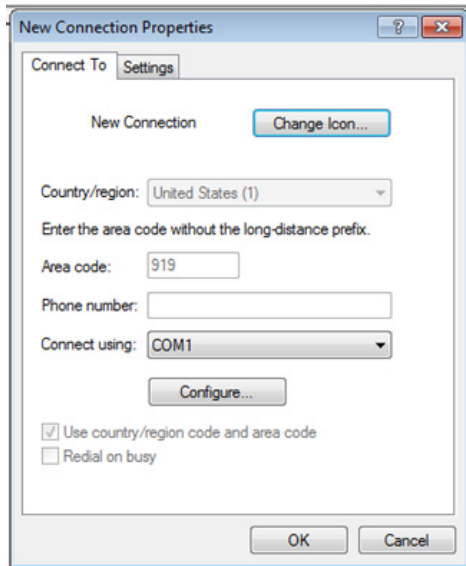 New Connection Properties
Connect To Settings
New Connection Change Icon...
Country/region: United States (1)
Enter the area code without the long-distance prefix.
Area code: 919
Phone number:
Connect using: COM1
Configure...
Use country/region code and area code
Redial on busy
OK Cancel